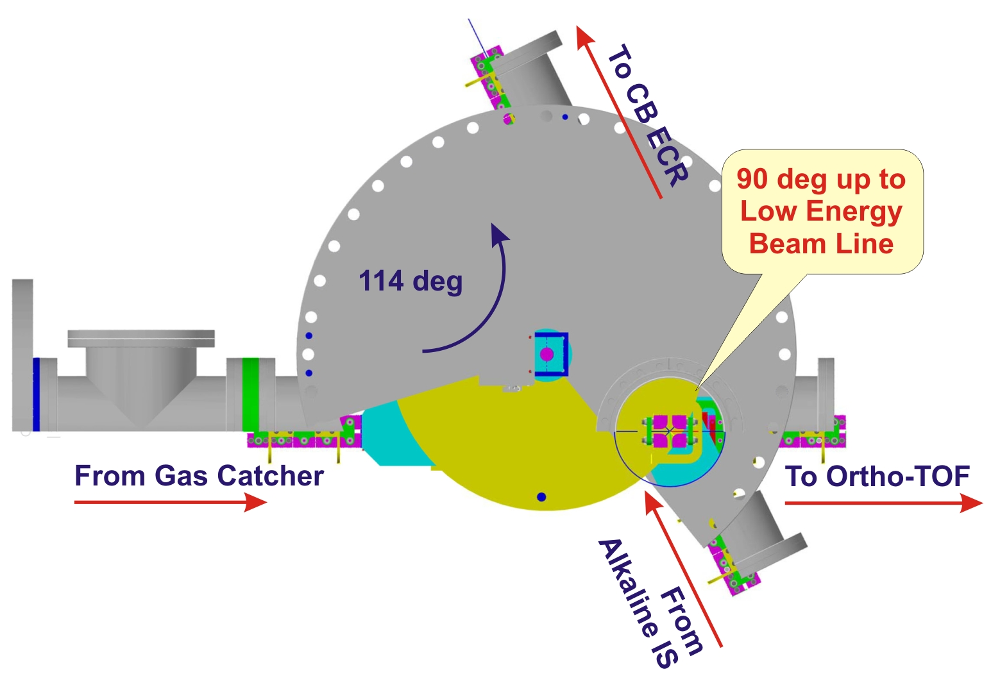 To CB ECR
90 deg up to
Low Energy
Beam Line
114 deg
From Gas Catcher
To Ortho-TOF
From
Alkaline IS